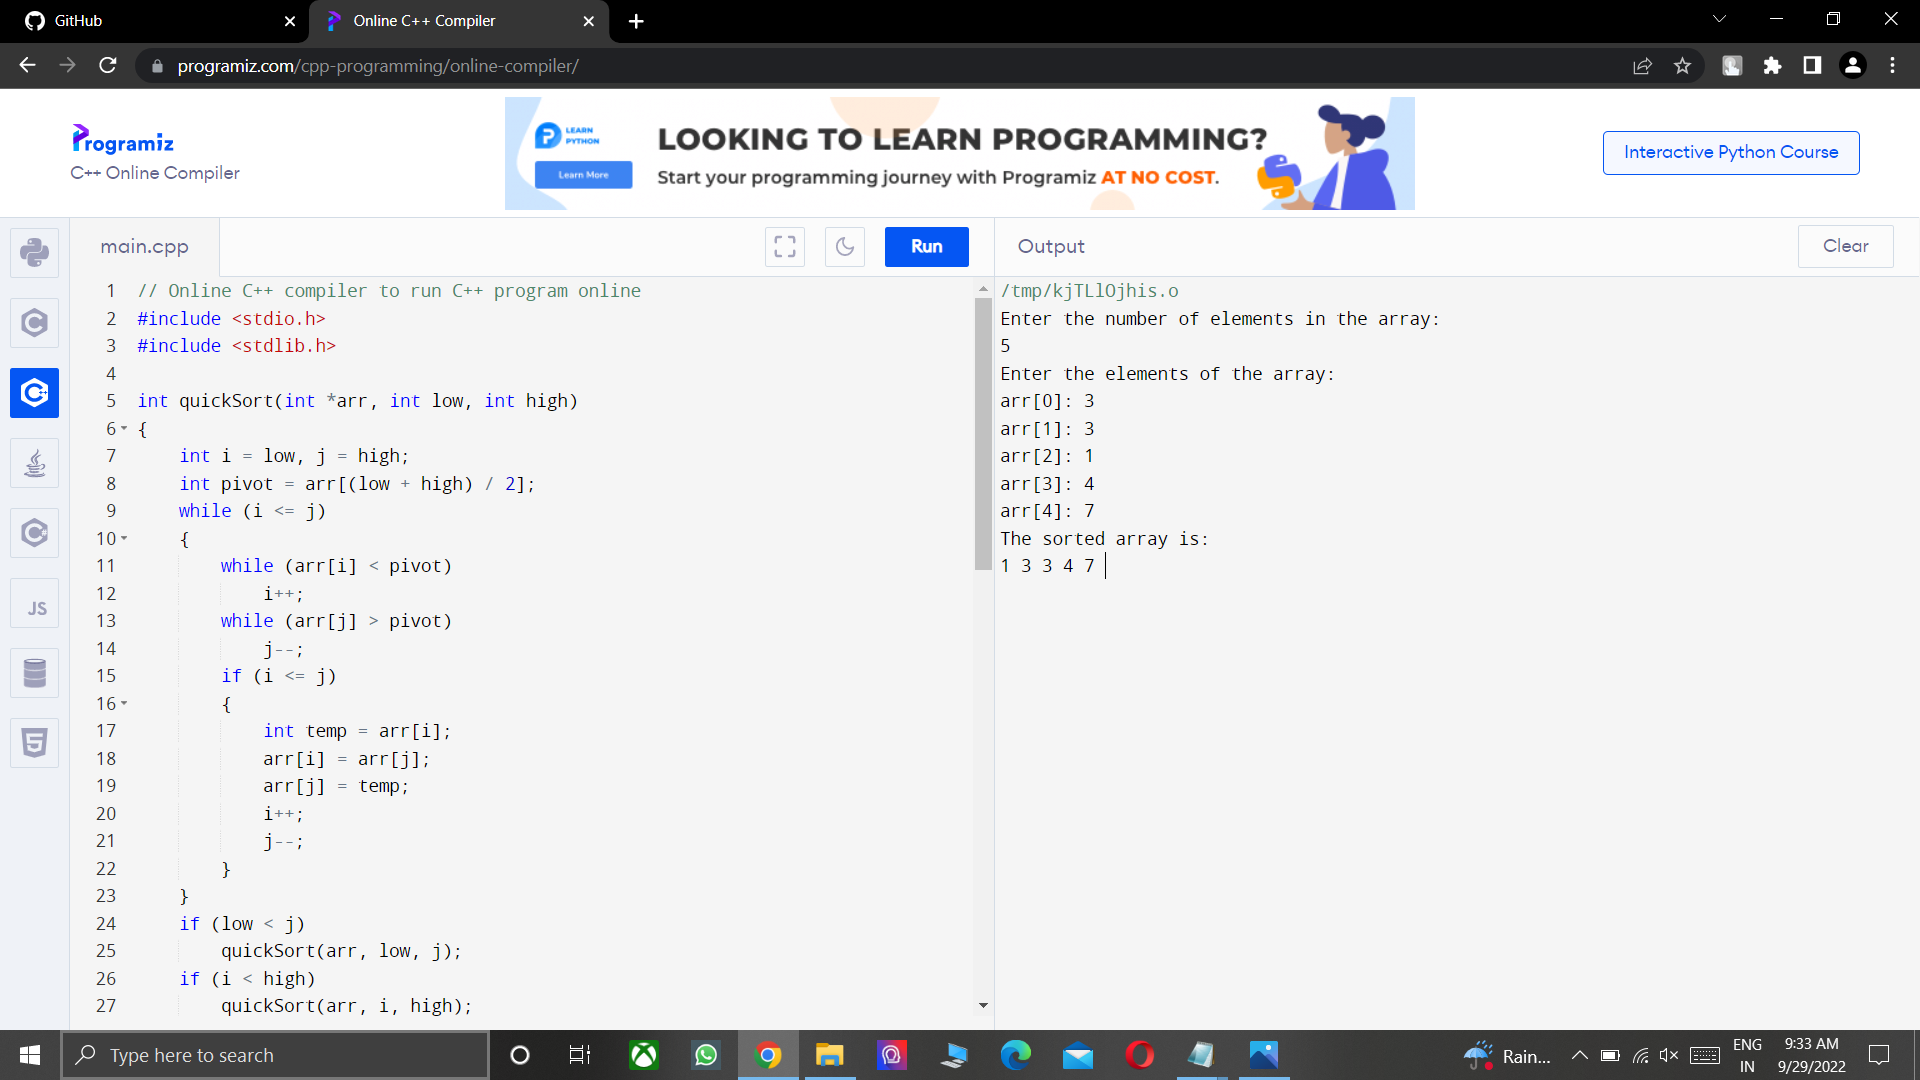 GitHub
Online C++ Compiler
programiz.com/cpp-programming/online-compiler/
Programiz
C++ Online Compiler
LEARN
PYTHON
Learn More
LOOKING TO LEARN PROGRAMMING?
Start your programming journey with Programiz AT NO COST.
Interactive Python Course
main.cpp
Run
Output
Clear
1 // Online C++ compiler to run C++ program online
2 #include <stdio.h>
3 #include <stdlib.h>
4
5 int quickSort(int *arr, int low, int high)
6 {
7 int i = low, j = high;
8 int pivot = arr[(low + high) / 2];
9 while (i <= j)
10 {
11 while (arr[i] < pivot)
12 i++;
13 while (arr[j] > pivot)
14 j--;
15 if (i <= j)
16 {
17 int temp = arr[i];
18 arr[i] = arr[j];
19 arr[j] = temp;
20 i++;
21 j--;
22 }
23 }
24 if (low < j)
25 quickSort(arr, low, j);
26 if (i < high)
27 quickSort(arr, i, high);
/tmp/kjTLlOjhis.o
Enter the number of elements in the array:
5
Enter the elements of the array:
arr[0]: 3
arr[1]: 3
arr[2]: 1
arr[3]: 4
arr[4]: 7
The sorted array is:
1 3 3 4 7
JS
Type here to search
Rain...
ENG
IN
9:33 AM
9/29/2022